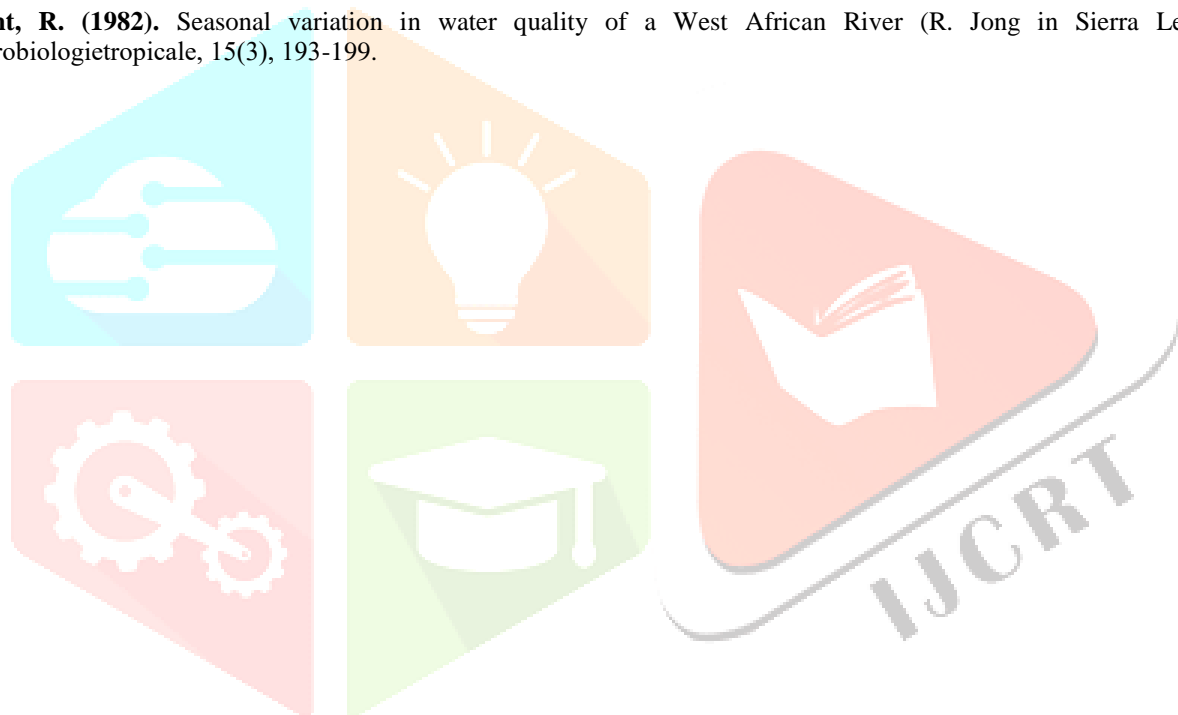 nt, R. (1982). Seasonal variation in water quality of a West African River (R. Jong in Sierra Le
robiologietropicale, 15(3), 193-199.
IJCRT